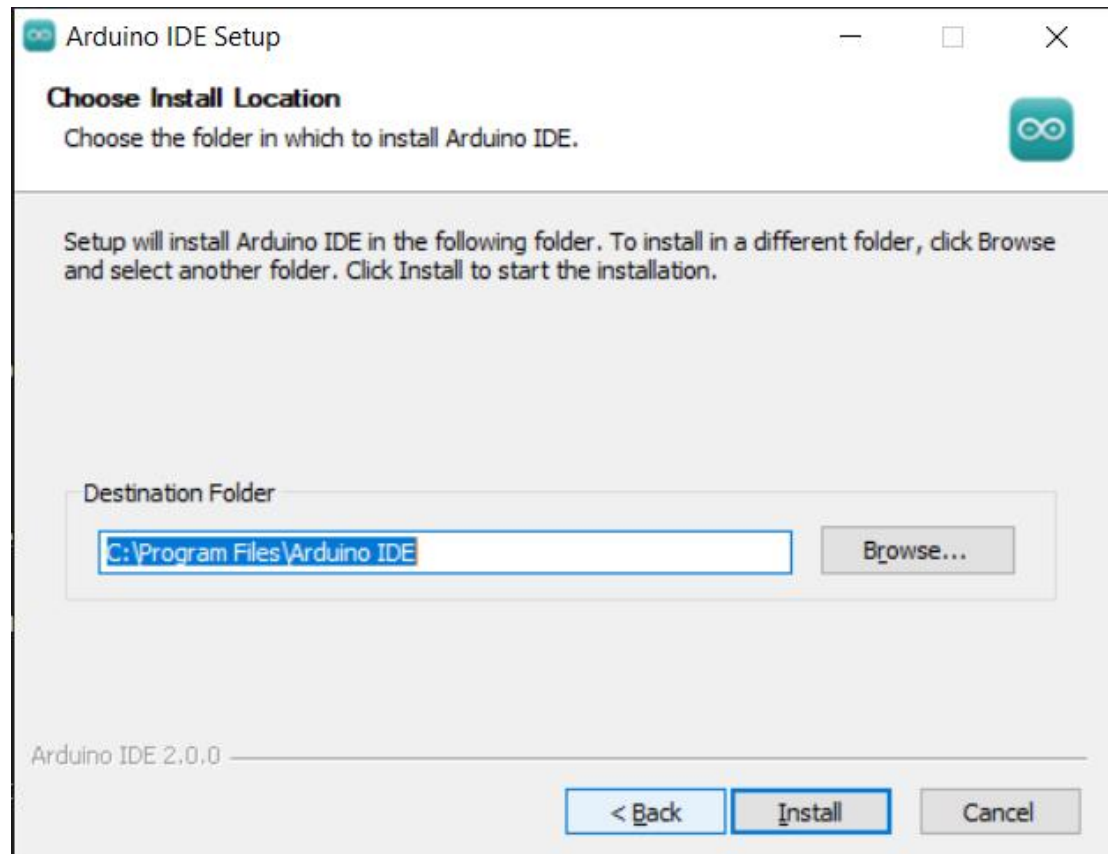 Arduino IDE Setup
Choose Install Location
Choose the folder in which to install Arduino IDE.
Setup will install Arduino IDE in the following folder. To install in a different folder, click Browse
and select another folder. Click Install to start the installation.
Destination Folder
C:\Program Files\Arduino IDE
Browse...
Arduino IDE 2.0.0
< Back
Install
Cancel